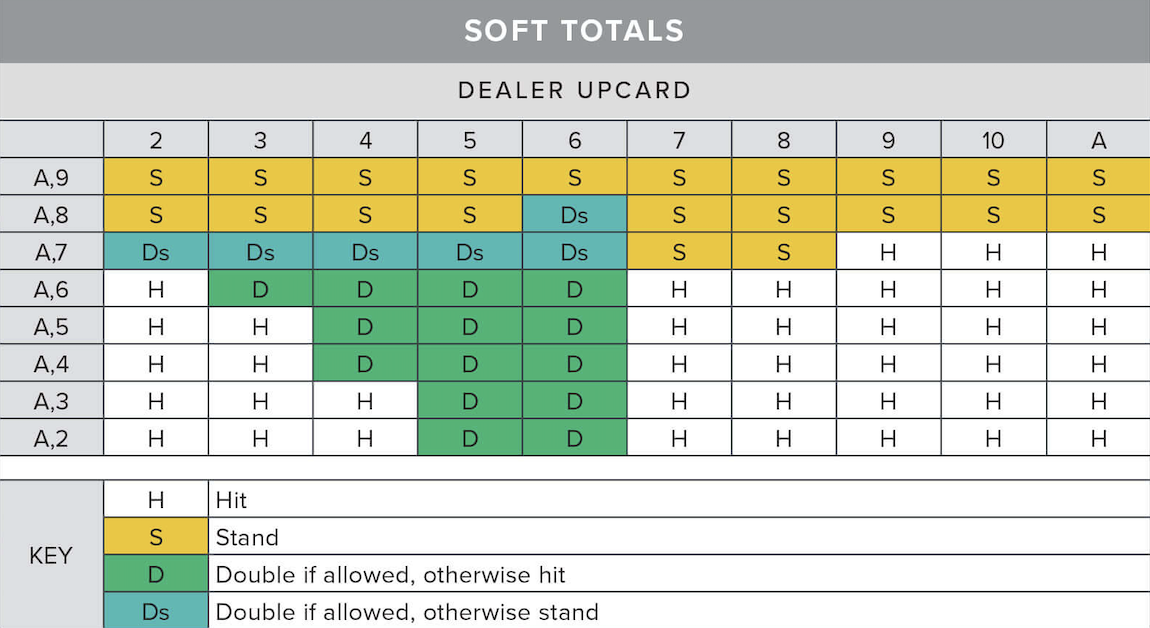 SOFT TOTALS
DEALER UPCARD
2 3 4 5 6 7 8 9 10 A
A,9 S S S S S S S S S S
A,8 S S S S Ds S S S S S
A,7 Ds Ds Ds Ds Ds S S H H H
A,6 H D D D D H H H H H
A,5 H H D D D H H H H H
A,4 H H D D D H H H H H
A,3 H H H D D H H H H H
A,2 H H H D D H H H H H
KEY
H Hit
S Stand
D Double if allowed, otherwise hit
Ds Double if allowed, otherwise stand